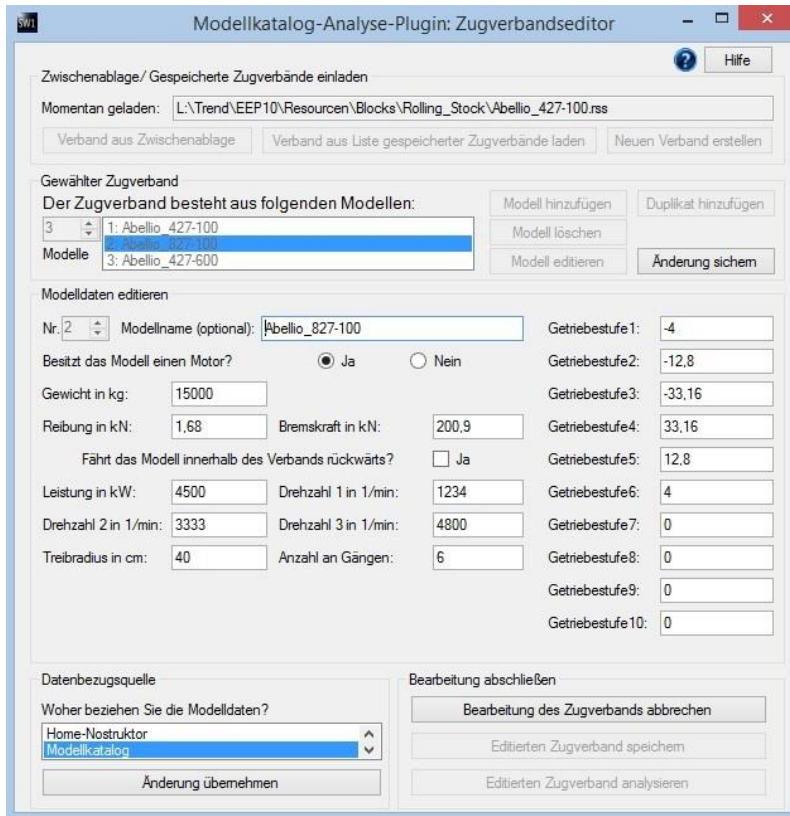 SW1 Modellkatalog-Analyse-Plugin: Zugverbandseditor
? Hilfe
Zwischenablage/ Gespeicherte Zugverbände einladen
Momentan geladen: L:\Trend\EEP10\Resourcen\Blocks\Rolling_Stock\Abellio_427-100.rss
Verband aus Zwischenablage Verband aus Liste gespeicherter Zugverbände laden Neuen Verband erstellen
Gewählter Zugverband
Der Zugverband besteht aus folgenden Modellen: Modell hinzufügen Duplikat hinzufügen
3 1: Abellio_427-100
2: Abellio_827-100 Modell löschen
Modelle 3: Abellio_427-600 Modell editieren Änderung sichern
Modelldaten editieren
Nr. 2 Modellname (optional): Abellio_827-100 Getriebestufe1: -4
Besitzt das Modell einen Motor? Ja Nein Getriebestufe2: -12,8
Gewicht in kg: 15000 Getriebestufe3: -33,16
Reibung in kN: 1,68 Bremskraft in kN: 200,9 Getriebestufe4: 33,16
Fährt das Modell innerhalb des Verbands rückwärts? Ja Getriebestufe5: 12,8
Leistung in kW: 4500 Drehzahl 1 in 1/min: 1234 Getriebestufe6: 4
Drehzahl 2 in 1/min: 3333 Drehzahl 3 in 1/min: 4800 Getriebestufe7: 0
Treibradius in cm: 40 Anzahl an Gängen: 6 Getriebestufe8: 0
Getriebestufe9: 0
Getriebestufe10: 0
Datenbezugsquelle Bearbeitung abschließen
Woher beziehen Sie die Modelldaten? Bearbeitung des Zugverbands abbrechen
Home-Nostruktor
Modellkatalog Editierten Zugverband speichern
Änderung übernehmen Editierten Zugverband analysieren